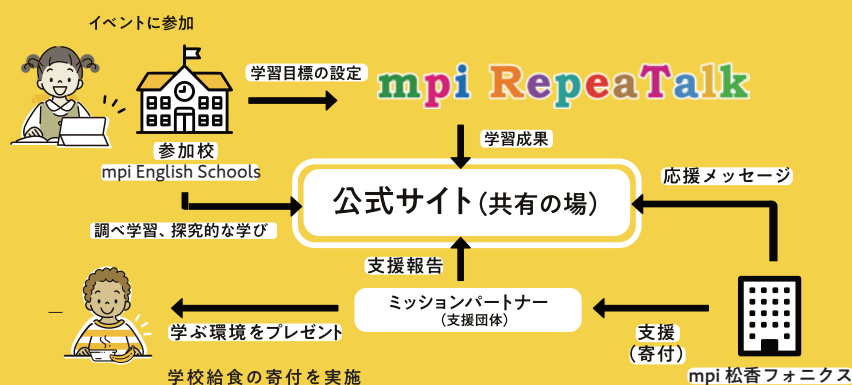 イベントに参加
学習目標の設定
mpi RepeaTalk
参加校
mpi English Schools
学習成果
応援メッセージ
公式サイト(共有の場)
調べ学習、探究的な学び
支援報告
ミッションパートナー
(支援団体)
学ぶ環境をプレゼント
支援
(寄付)
学校給食の寄付を実施
mpi 松香フォニクス